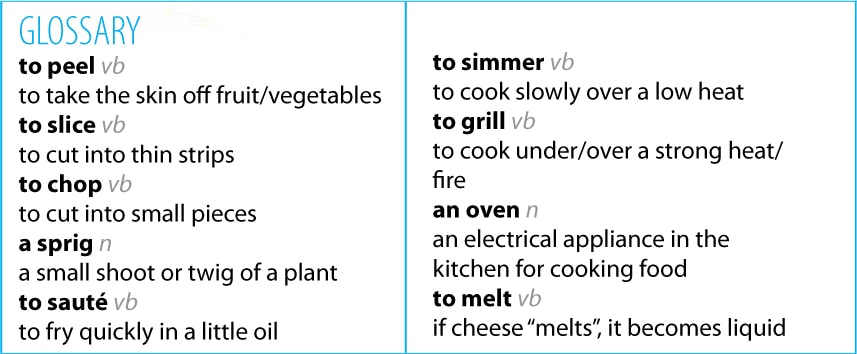 GLOSSARY
to peel vb
to take the skin off fruit/vegetables
to slice vb
to cut into thin strips
to chop vb
to cut into small pieces
a sprig n
a small shoot or twig of a plant
to sauté vb
to fry quickly in a little oil
to simmer vb
to cook slowly over a low heat
to grill vb
to cook under/over a strong heat/
fire
an oven n
an electrical appliance in the
kitchen for cooking food
to melt vb
if cheese “melts”, it becomes liquid